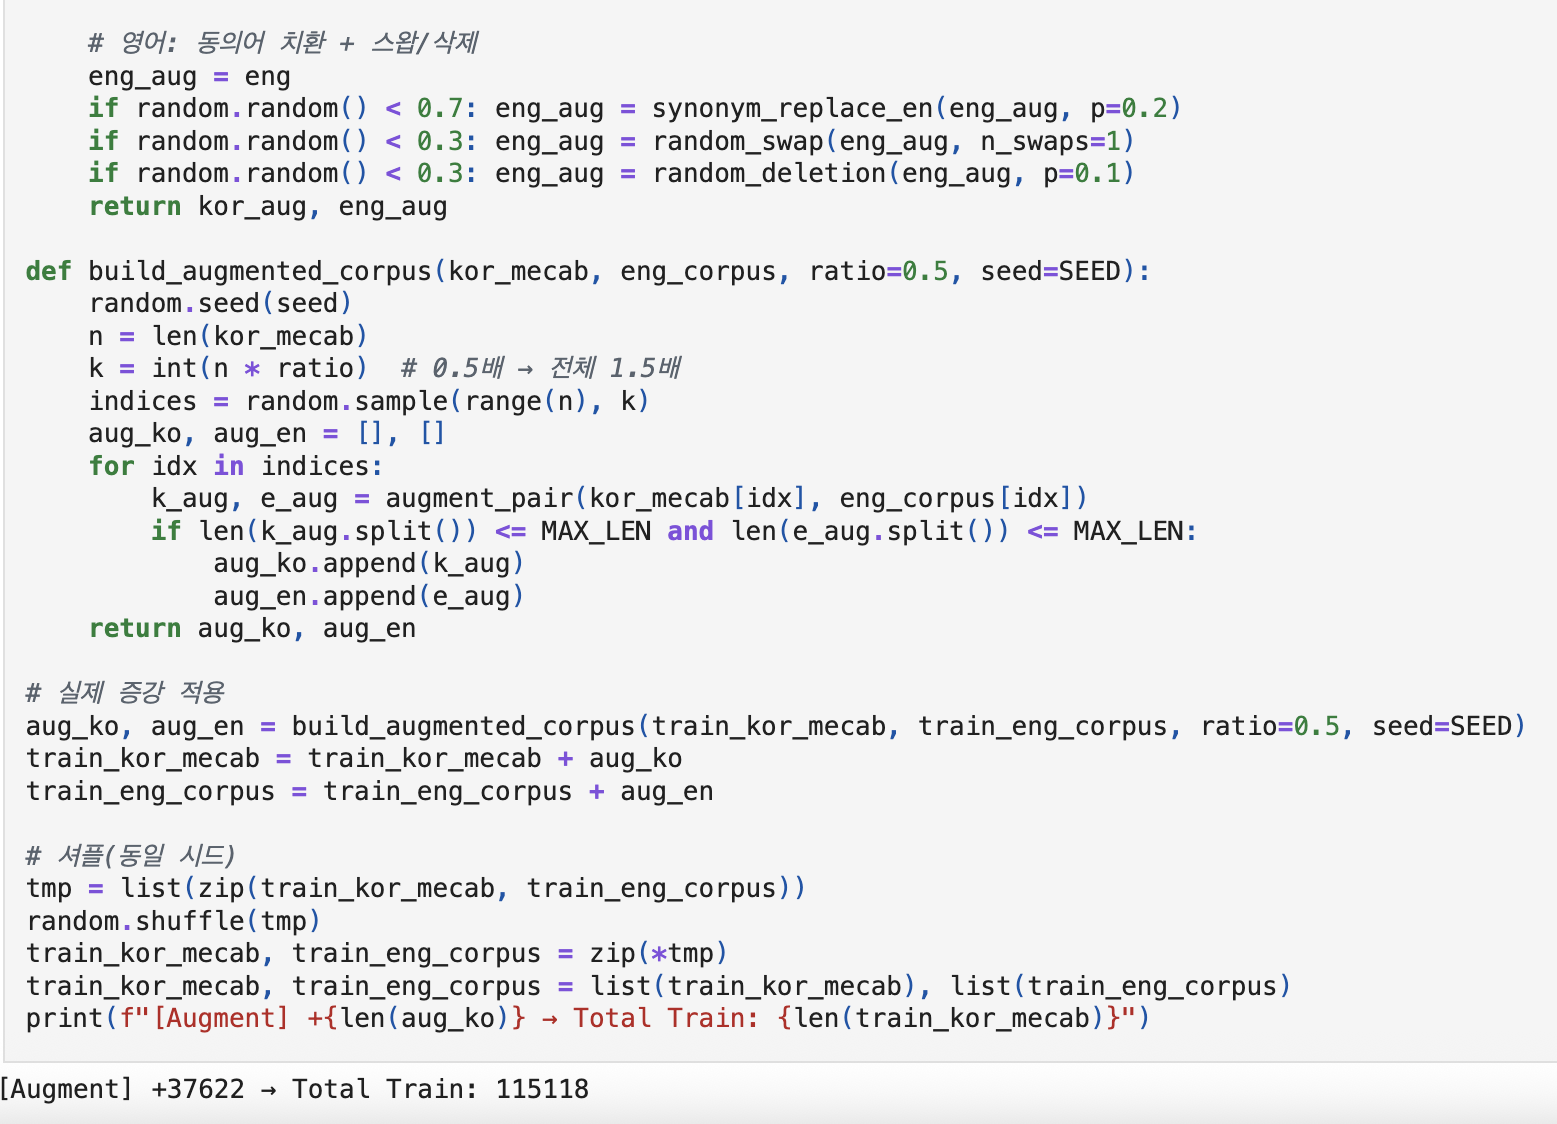 # 영어: 동의어 치환 + 스왑/삭제
eng_aug = eng
if random.random() < 0.7: eng_aug = synonym_replace_en(eng_aug, p=0.2)
if random.random() < 0.3: eng_aug = random_swap(eng_aug, n_swaps=1)
if random.random() < 0.3: eng_aug = random_deletion(eng_aug, p=0.1)
return kor_aug, eng_aug
def build_augmented_corpus(kor_mecab, eng_corpus, ratio=0.5, seed=SEED):
random.seed(seed)
n = len(kor_mecab)
k = int(n * ratio)  # 0.5배 → 전체 1.5배
indices = random.sample(range(n), k)
aug_ko, aug_en = [], []
for idx in indices:
k_aug, e_aug = augment_pair(kor_mecab[idx], eng_corpus[idx])
if len(k_aug.split()) <= MAX_LEN and len(e_aug.split()) <= MAX_LEN:
aug_ko.append(k_aug)
aug_en.append(e_aug)
return aug_ko, aug_en
# 실제 증강 적용
aug_ko, aug_en = build_augmented_corpus(train_kor_mecab, train_eng_corpus, ratio=0.5, seed=SEED)
train_kor_mecab = train_kor_mecab + aug_ko
train_eng_corpus = train_eng_corpus + aug_en
# 셔플(동일 시드)
tmp = list(zip(train_kor_mecab, train_eng_corpus))
random.shuffle(tmp)
train_kor_mecab, train_eng_corpus = zip(*tmp)
train_kor_mecab, train_eng_corpus = list(train_kor_mecab), list(train_eng_corpus)
print(f"[Augment] +{len(aug_ko)} → Total Train: {len(train_kor_mecab)}")
[Augment] +37622 → Total Train: 115118